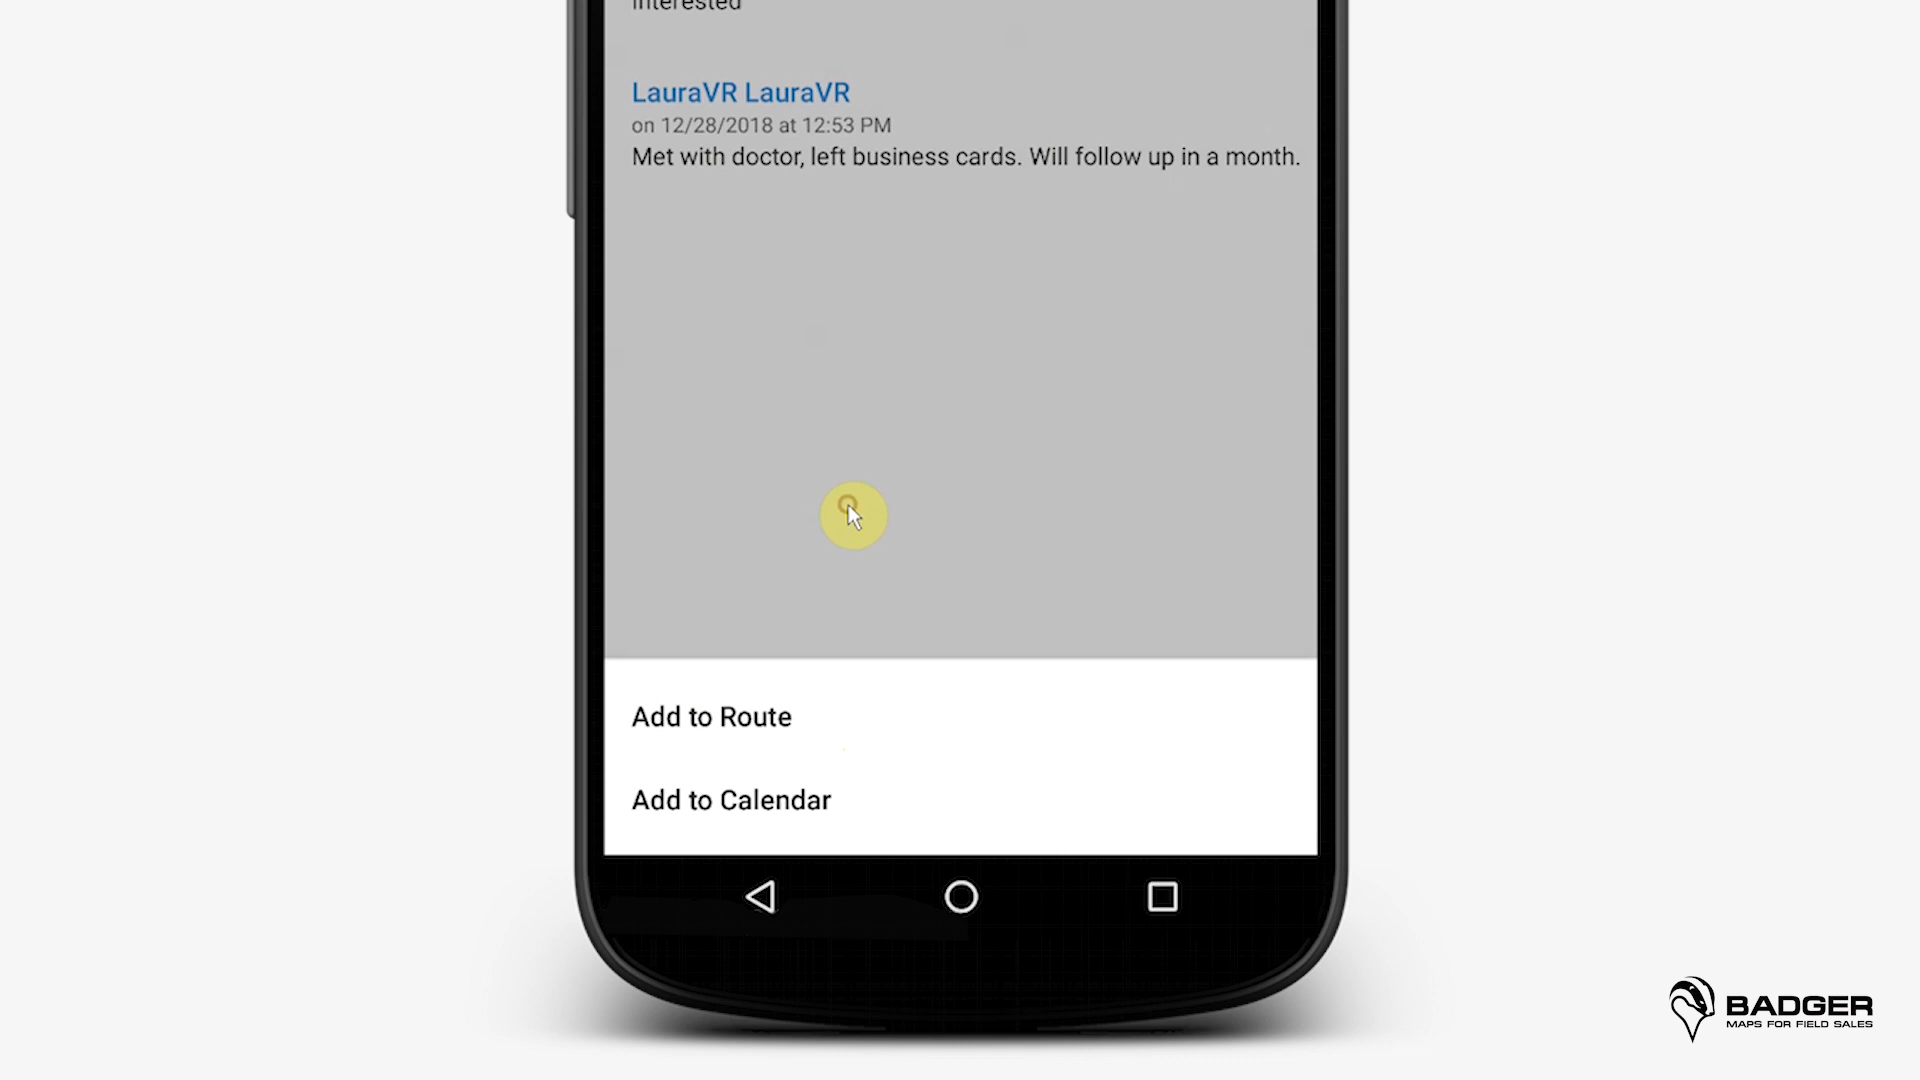 interested
LauraVR LauraVR
on 12/28/2018 at 12:53 PM
Met with doctor, left business cards. Will follow up in a month.
Add to Route
Add to Calendar
BADGER
MAPS FOR FIELD SALES